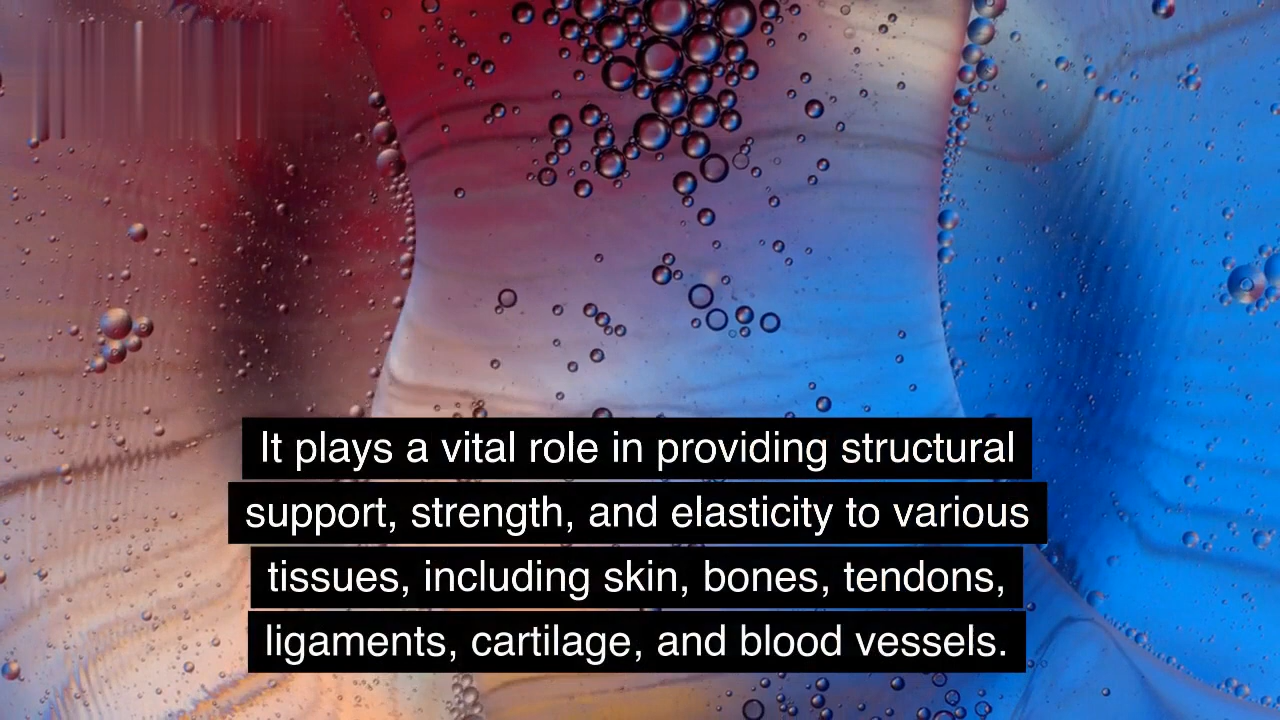 It plays a vital role in providing structural
support, strength, and elasticity to various
tissues, including skin, bones, tendons,
ligaments, cartilage, and blood vessels.